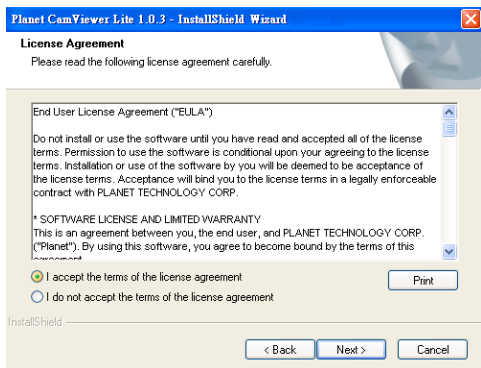 Planet CamViewer Lite 1.0.3 - InstallShield Wizard
License Agreement
Please read the following license agreement carefully.
End User License Agreement ("EULA")
Do not install or use the software until you have read and accepted all of the license
terms. Permission to use the software is conditional upon your agreeing to the license
terms. Installation or use of the software by you will be deemed to be acceptance of
the license terms. Acceptance will bind you to the license terms in a legally enforceable
contract with PLANET TECHNOLOGY CORP.
* SOFTWARE LICENSE AND LIMITED WARRANTY
This is an agreement between you, the end user, and PLANET TECHNOLOGY CORP.
("Planet"). By using this software, you agree to become bound by the terms of this
agreement.
I accept the terms of the license agreement
Print
I do not accept the terms of the license agreement
InstallShield
< Back
Next >
Cancel